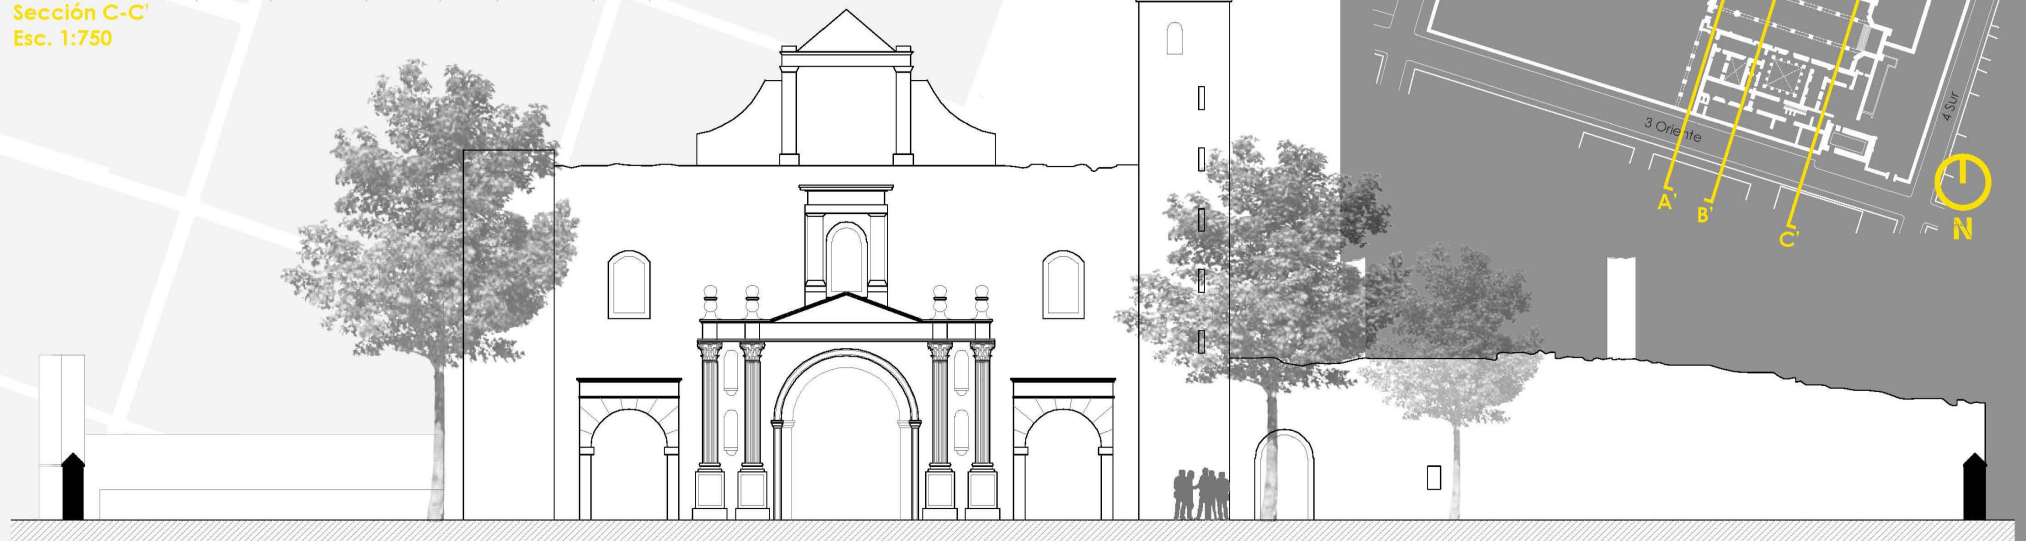 Sección C-C'
Esc. 1:750
3 Oriente
4 Sur
A'
B'
C'
N